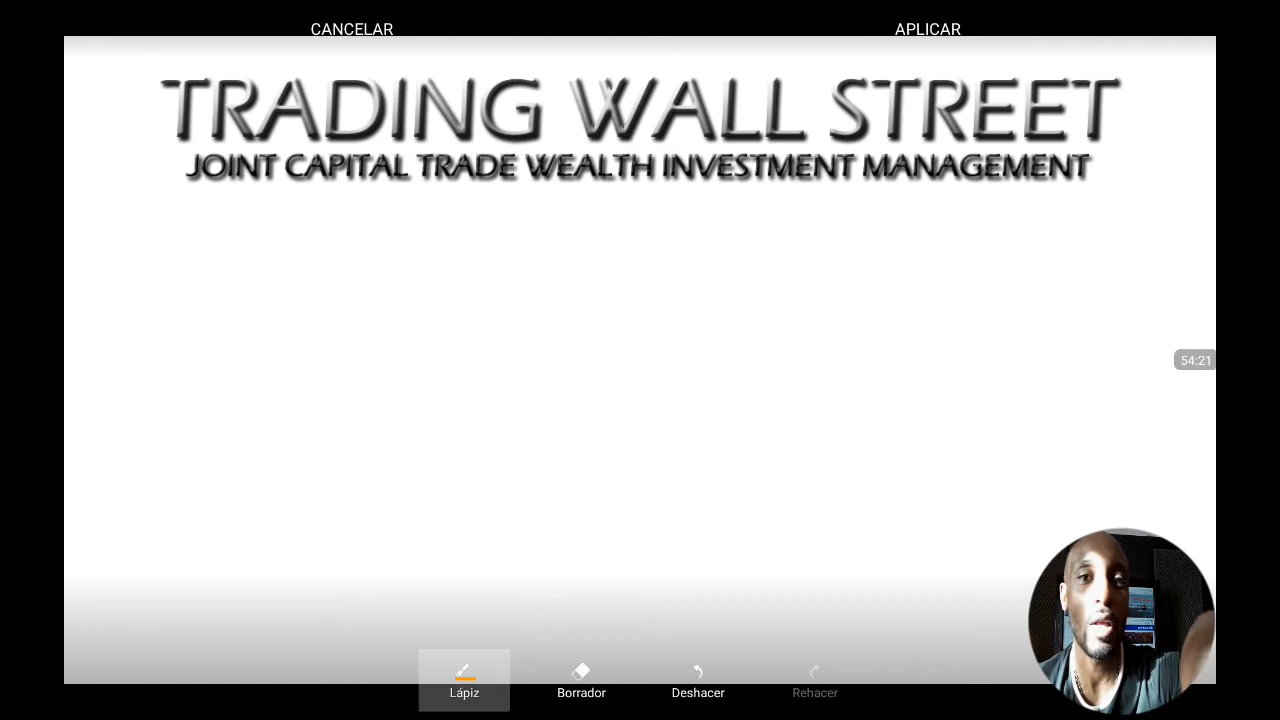 CANCELAR APLICAR
TRADING WALL STREET
JOINT CAPITAL TRADE WEALTH INVESTMENT MANAGEMENT
54:21
Lápiz Borrador Deshacer Rehacer